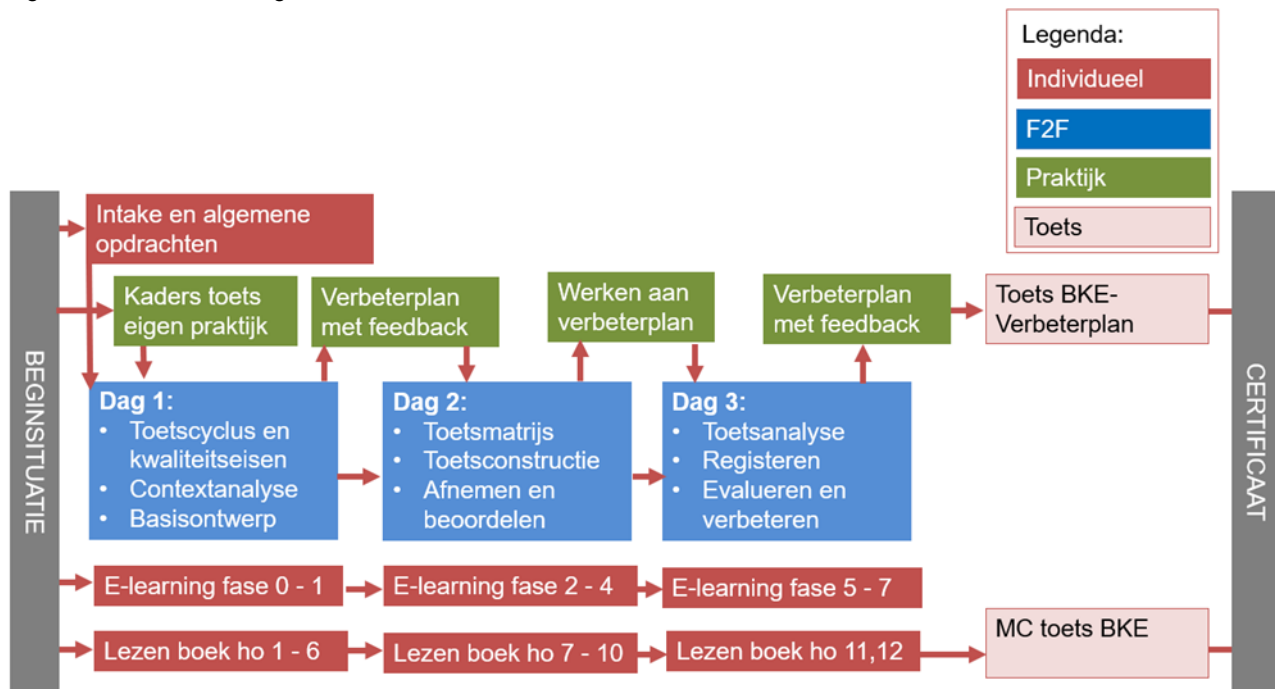 Legenda:
Individueel
F2F
Praktijk
Toets
BEGINSITUATIE
Intake en algemene
opdrachten
Kaders toets
eigen praktijk
Verbeterplan
met feedback
Werken aan
verbeterplan
Verbeterplan
met feedback
Toets BKE-
Verbeterplan
Dag 1:
• Toetscyclus en
kwaliteitseisen
• Contextanalyse
• Basisontwerp
Dag 2:
• Toetsmatrijs
• Toetsconstructie
• Afnemen en
beoordelen
Dag 3:
• Toetsanalyse
• Registeren
• Evalueren en
verbeteren
E-learning fase 0 - 1
E-learning fase 2 - 4
E-learning fase 5 - 7
Lezen boek ho 1 - 6
Lezen boek ho 7 - 10
Lezen boek ho 11,12
MC toets BKE
CERTIFICAAT